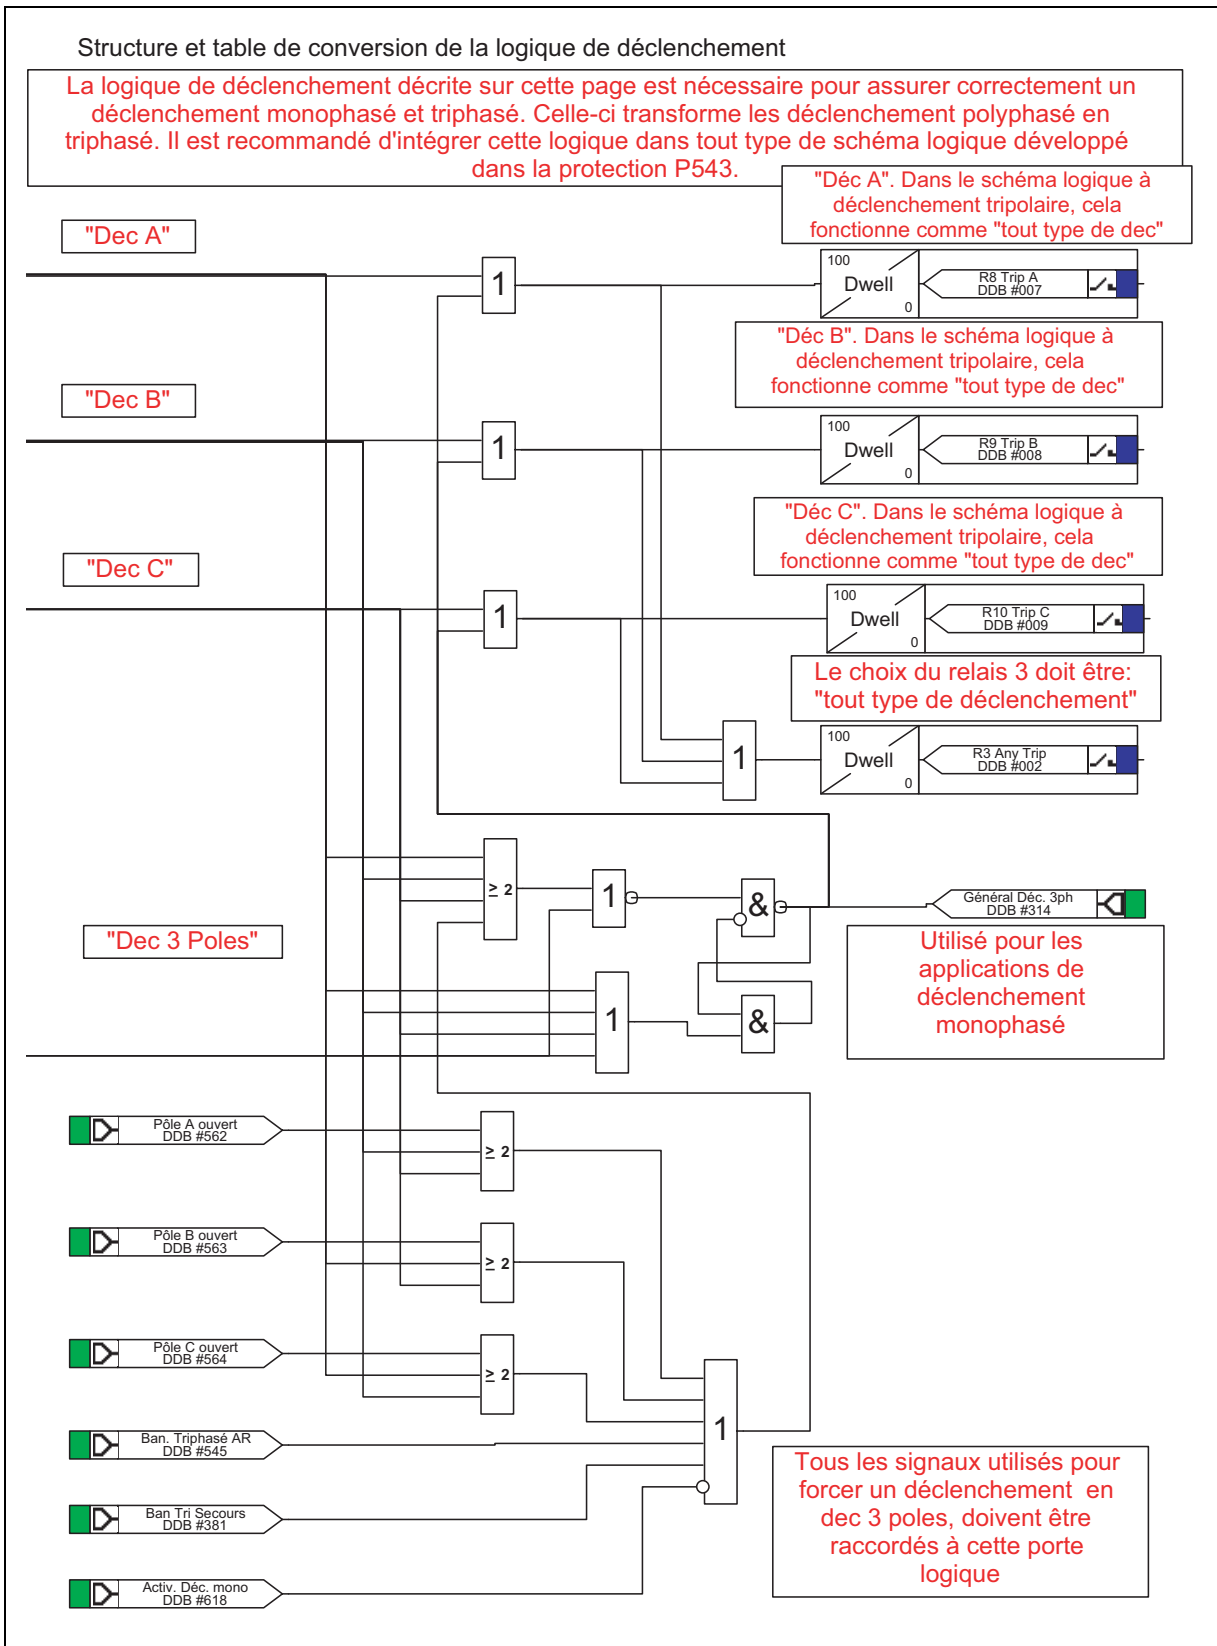 Structure et table de conversion de la logique de déclenchement
La logique de déclenchement décrite sur cette page est nécessaire pour assurer correctement un
déclenchement monophasé et triphasé. Celle-ci transforme les déclenchement polyphasé en
triphasé. Il est recommandé d'intégrer cette logique dans tout type de schéma logique développé
dans la protection P543.
"Déc A". Dans le schéma logique à
déclenchement tripolaire, cela
fonctionne comme "tout type de dec"
"Dec A"
1
100
Dwell
0
R8 Trip A
DDB #007
"Déc B". Dans le schéma logique à
déclenchement tripolaire, cela
fonctionne comme "tout type de dec"
"Dec B"
1
100
Dwell
0
R9 Trip B
DDB #008
"Déc C". Dans le schéma logique à
déclenchement tripolaire, cela
fonctionne comme "tout type de dec"
"Dec C"
1
100
Dwell
0
R10 Trip C
DDB #009
Le choix du relais 3 doit être:
"tout type de déclenchement"
1
100
Dwell
0
R3 Any Trip
DDB #002
≥ 2
1
&
Général Déc. 3ph
DDB #314
"Dec 3 Poles"
Utilisé pour les
applications de
déclenchement
monophasé
1
&
Pôle A ouvert
DDB #562
≥ 2
Pôle B ouvert
DDB #563
≥ 2
Pôle C ouvert
DDB #564
≥ 2
1
Ban. Triphasé AR
DDB #545
Ban Tri Secours
DDB #381
Activ. Déc. mono
DDB #618
Tous les signaux utilisés pour
forcer un déclenchement en
dec 3 poles, doivent être
raccordés à cette porte
logique